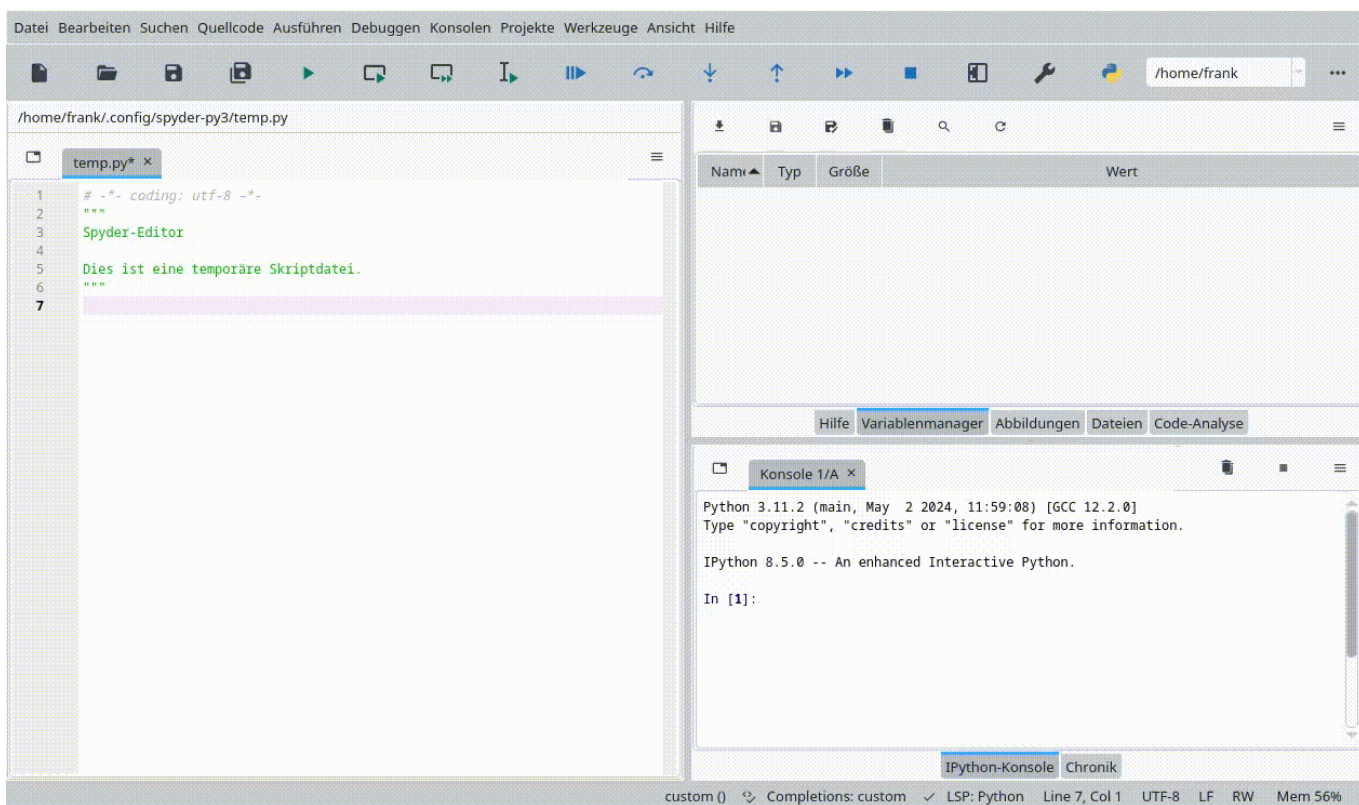 Datei Bearbeiten Suchen Quellcode Ausführen Debuggen Konsolen Projekte Werkzeuge Ansicht Hilfe
/home/frank
/home/frank/.config/spyder-py3/temp.py
temp.py*
1 # -*- coding: utf-8 -*-
2 """
3 Spyder-Editor
4
5 Dies ist eine temporäre Skriptdatei.
6 """
7
Name Typ Größe Wert
Hilfe Variablenmanager Abbildungen Dateien Code-Analyse
Konsole 1/A
Python 3.11.2 (main, May  2 2024, 11:59:08) [GCC 12.2.0]
Type "copyright", "credits" or "license" for more information.
IPython 8.5.0 -- An enhanced Interactive Python.
In [1]:
IPython-Konsole Chronik
custom () Completions: custom LSP: Python Line 7, Col 1 UTF-8 LF RW Mem 56%